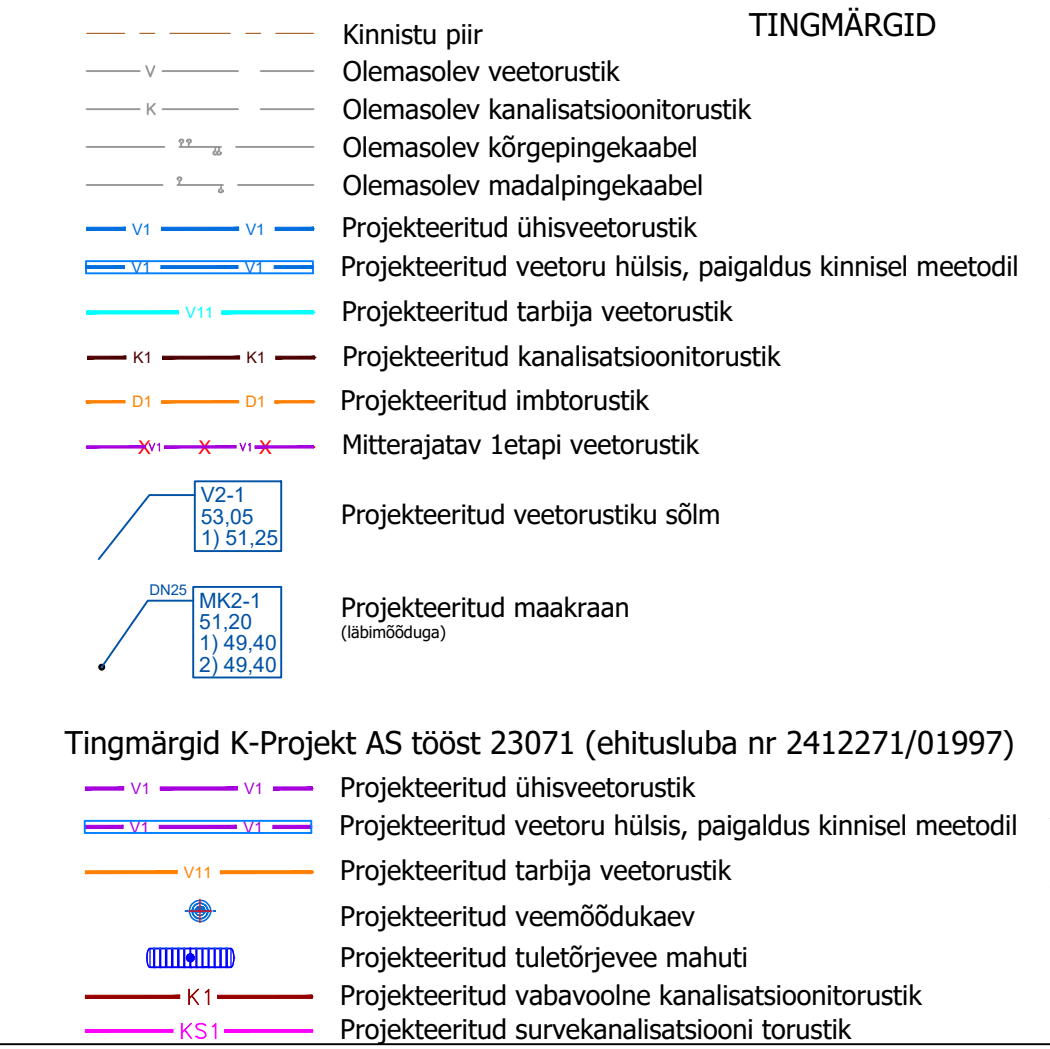 TINGMÄRGID
Kinnistu piir
V Olemasolev veetorustik
K Olemasolev kanalisatsioonitorustik
Olemasolev kõrgepingekaabel
Olemasolev madalpingekaabel
V1 V1 Projekteeritud ühisveetorustik
V1 V1 Projekteeritud veetoru hülsis, paigaldus kinnisel meetodil
V11 Projekteeritud tarbija veetorustik
K1 K1 Projekteeritud kanalisatsioonitorustik
D1 D1 Projekteeritud imbtorustik
X V1 X V1 X Mitterajatav 1etapi veetorustik
V2-1
53,05
1) 51,25
Projekteeritud veetorustiku sõlm
DN25
MK2-1
51,20
1) 49,40
2) 49,40
Projekteeritud maakraan
(läbimõõduga)
Tingmärgid K-Projekt AS tööst 23071 (ehitusluba nr 2412271/01997)
V1 V1 Projekteeritud ühisveetorustik
V1 V1 Projekteeritud veetoru hülsis, paigaldus kinnisel meetodil
V11 Projekteeritud tarbija veetorustik
Projekteeritud veemõõdukaev
Projekteeritud tuletõrjevee mahuti
K1 Projekteeritud vabavoolne kanalisatsioonitorustik
KS1 Projekteeritud survekanalisatsiooni torustik